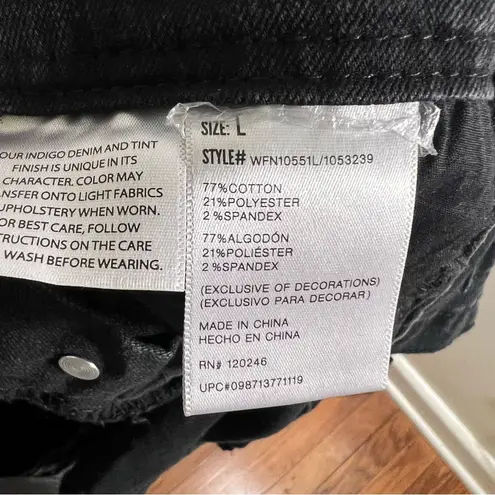 OUR INDIGO DENIM AND TINT
FINISH IS UNIQUE IN ITS
CHARACTER. COLOR MAY
NSFER ONTO LIGHT FABRICS
UPHOLSTERY WHEN WORN.
OR BEST CARE, FOLLOW
TRUCTIONS ON THE CARE
WASH BEFORE WEARING.
SIZE: L
STYLE# WFN10551L/1053239
77%COTTON
21%POLYESTER
2%SPANDEX
77%ALGODÓN
21%POLIÉSTER
2%SPANDEX
(EXCLUSIVE OF DECORATIONS)
(EXCLUSIVO PARA DECORAR)
MADE IN CHINA
HECHO EN CHINA
RN# 120246
UPC#098713771119